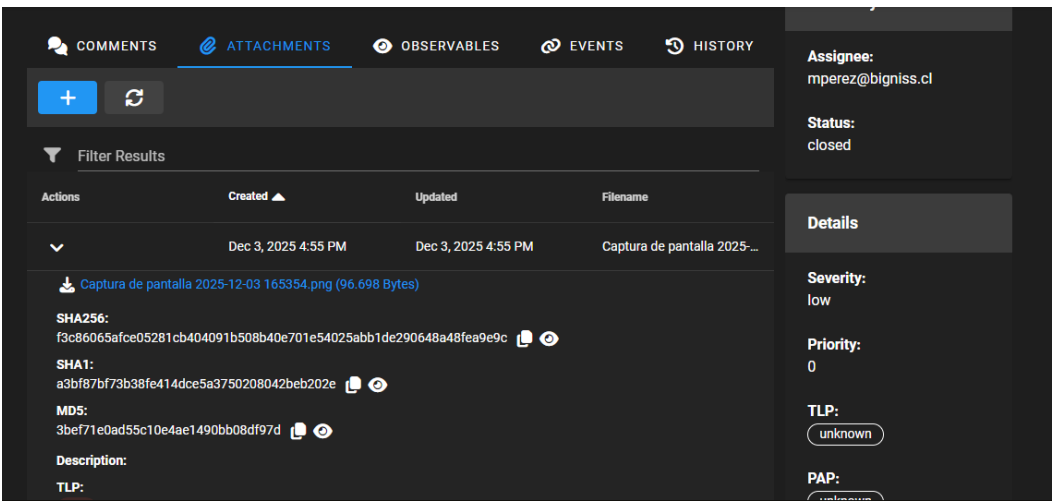 COMMENTS
ATTACHMENTS
OBSERVABLES
EVENTS
HISTORY
Filter Results
Actions
Created
Updated
Filename
Dec 3, 2025 4:55 PM
Dec 3, 2025 4:55 PM
Captura de pantalla 2025-...
Captura de pantalla 2025-12-03 165354.png (96.698 Bytes)
SHA256:
f3c86065afce05281cb404091b508b40e701e54025abb1de290648a48fea9e9c
SHA1:
a3bf87bf73b38fe414dce5a3750208042beb202e
MD5:
3bef71e0ad55c10e4ae1490bb08df97d
Description:
TLP:
Assignee:
mperez@bigniss.cl
Status:
closed
Details
Severity:
low
Priority:
0
TLP:
unknown
PAP:
unknown